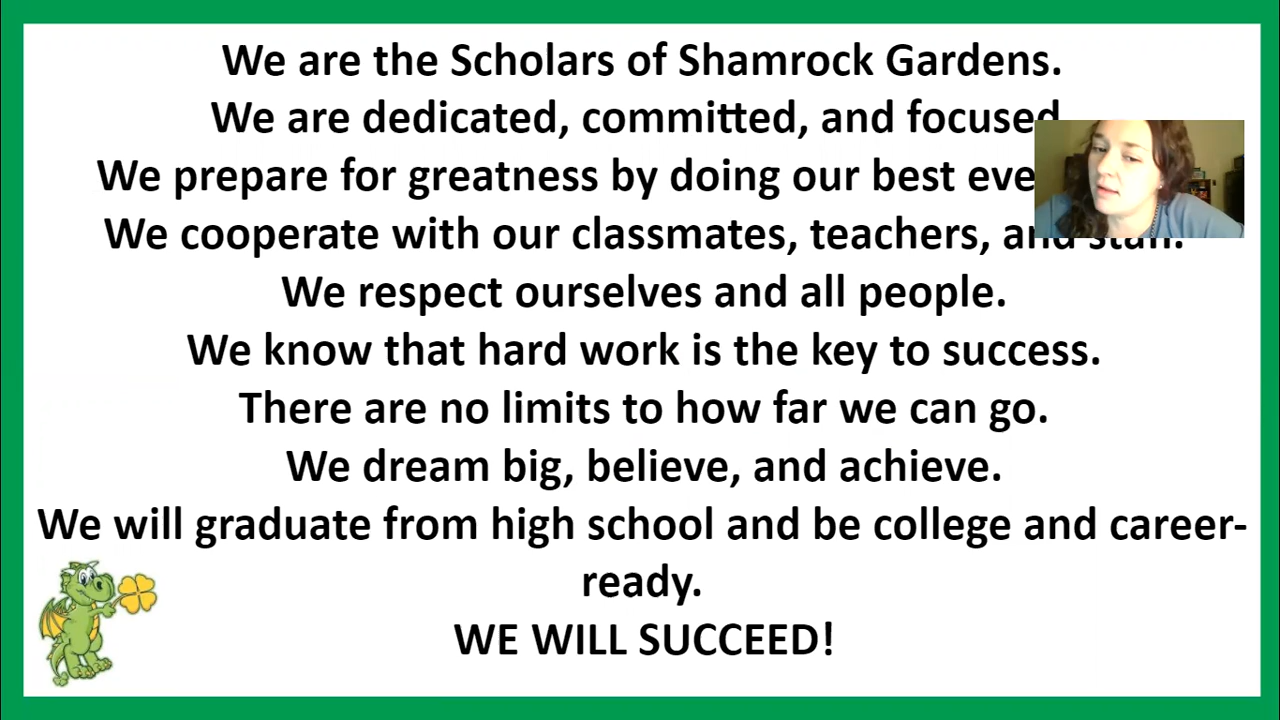 We are the Scholars of Shamrock Gardens.
We are dedicated, committed, and focused
We prepare for greatness by doing our best
We cooperate with our classmates, teachers, and staff.
We respect ourselves and all people.
We know that hard work is the key to success.
There are no limits to how far we can go.
We dream big, believe, and achieve.
We will graduate from high school and be college and career-
ready.
WE WILL SUCCEED!